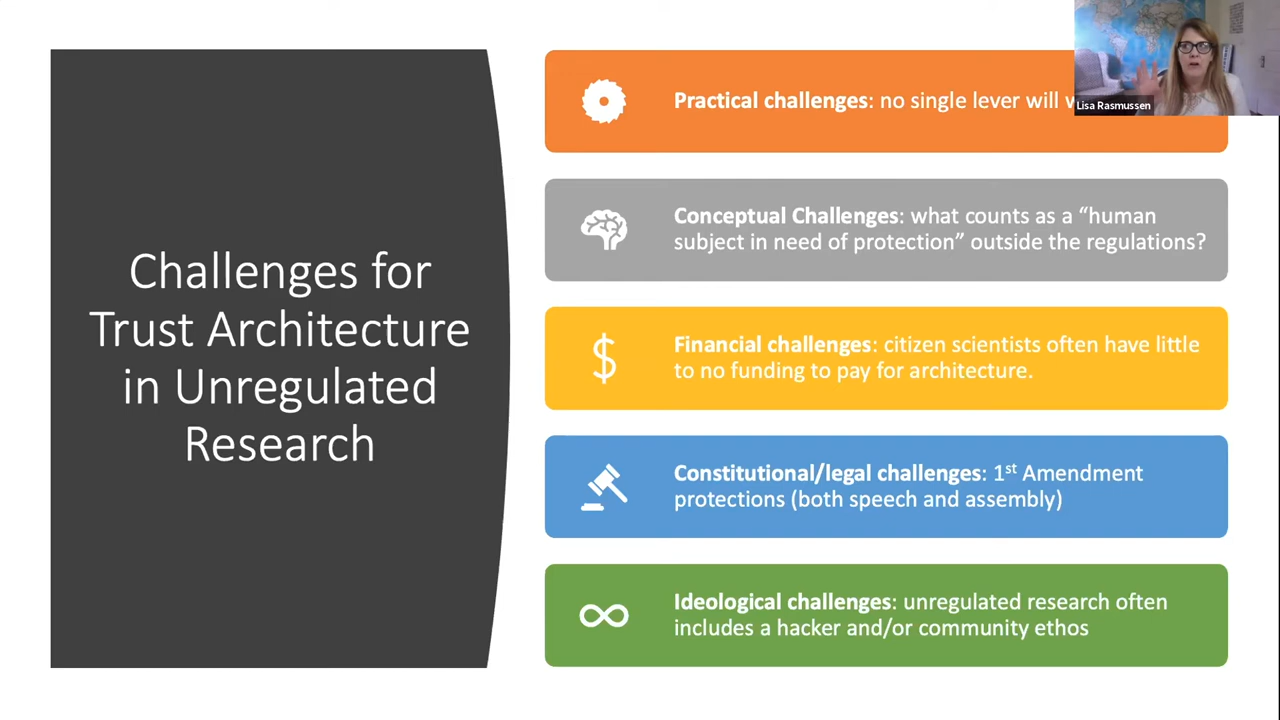 Challenges for
Trust Architecture
in Unregulated
Research
Practical challenges: no single lever will
Lisa Rasmussen
Conceptual Challenges: what counts as a “human
subject in need of protection” outside the regulations?
Financial challenges: citizen scientists often have little
to no funding to pay for architecture.
Constitutional/legal challenges: 1st Amendment
protections (both speech and assembly)
Ideological challenges: unregulated research often
includes a hacker and/or community ethos